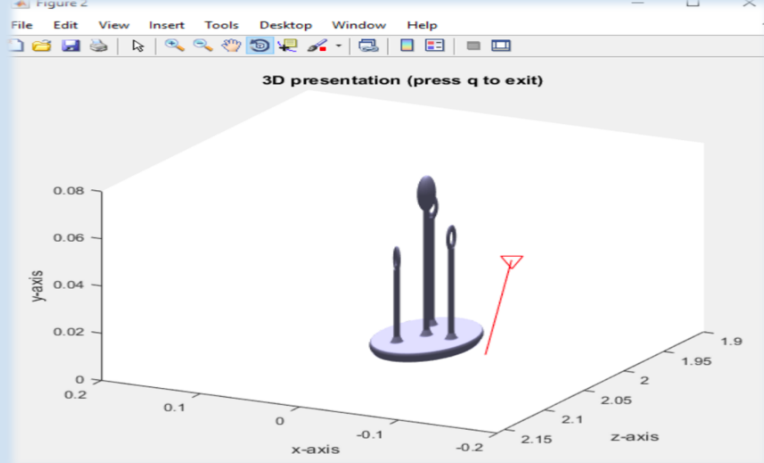 Figure 2
File Edit View Insert Tools Desktop Window Help
3D presentation (press q to exit)
0.08
0.06
0.04
0.02
0
y-axis
0.2
0.1
0
-0.1
-0.2
x-axis
1.9
1.95
2
2.05
2.1
2.15
z-axis